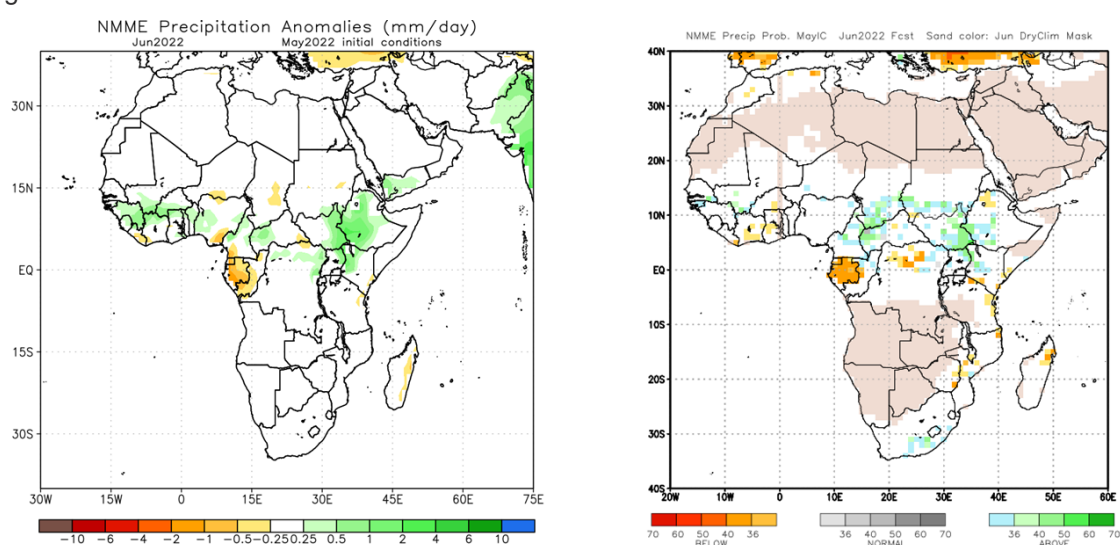 NMME Precipitation Anomalies (mm/day)
Jun2022 May2022 initial conditions
30N
15N
EQ
15S
30S
30W 15W 0 15E 30E 45E 60E 75E
-10 -6 -4 -2 -1 -0.5 -0.25 0.25 0.5 1 2 4 6 10
NMME Precip Prob. MayIC Jun2022 Fcst Sand color: Jun DryClim Mask
40N
30N
20N
10N
EQ
10S
20S
30S
40S
20W 10W 0 10E 20E 30E 40E 50E 60E
70 60 50 40 36 36 40 50 60 70 36 40 50 60 70
BELOW NORMAL ABOVE